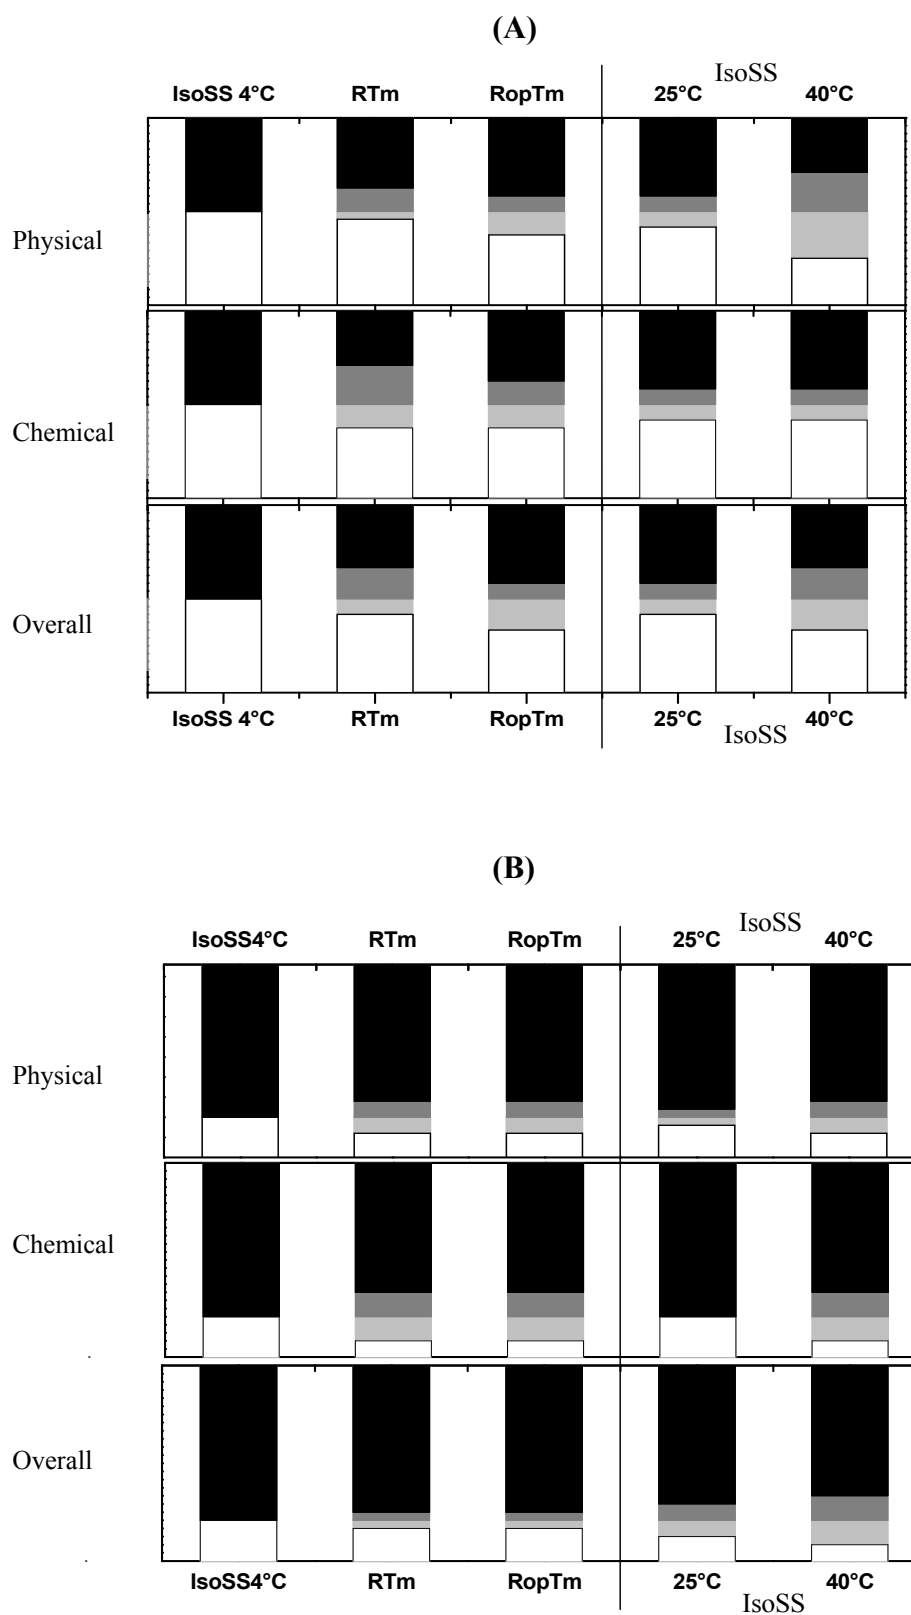 (A)
IsoSS
IsoSS 4°C RTm RopTm 25°C 40°C
Physical
Chemical
Overall
IsoSS 4°C RTm RopTm 25°C 40°C
IsoSS
(B)
IsoSS
IsoSS4°C RTm RopTm 25°C 40°C
Physical
Chemical
Overall
IsoSS4°C RTm RopTm 25°C 40°C
IsoSS